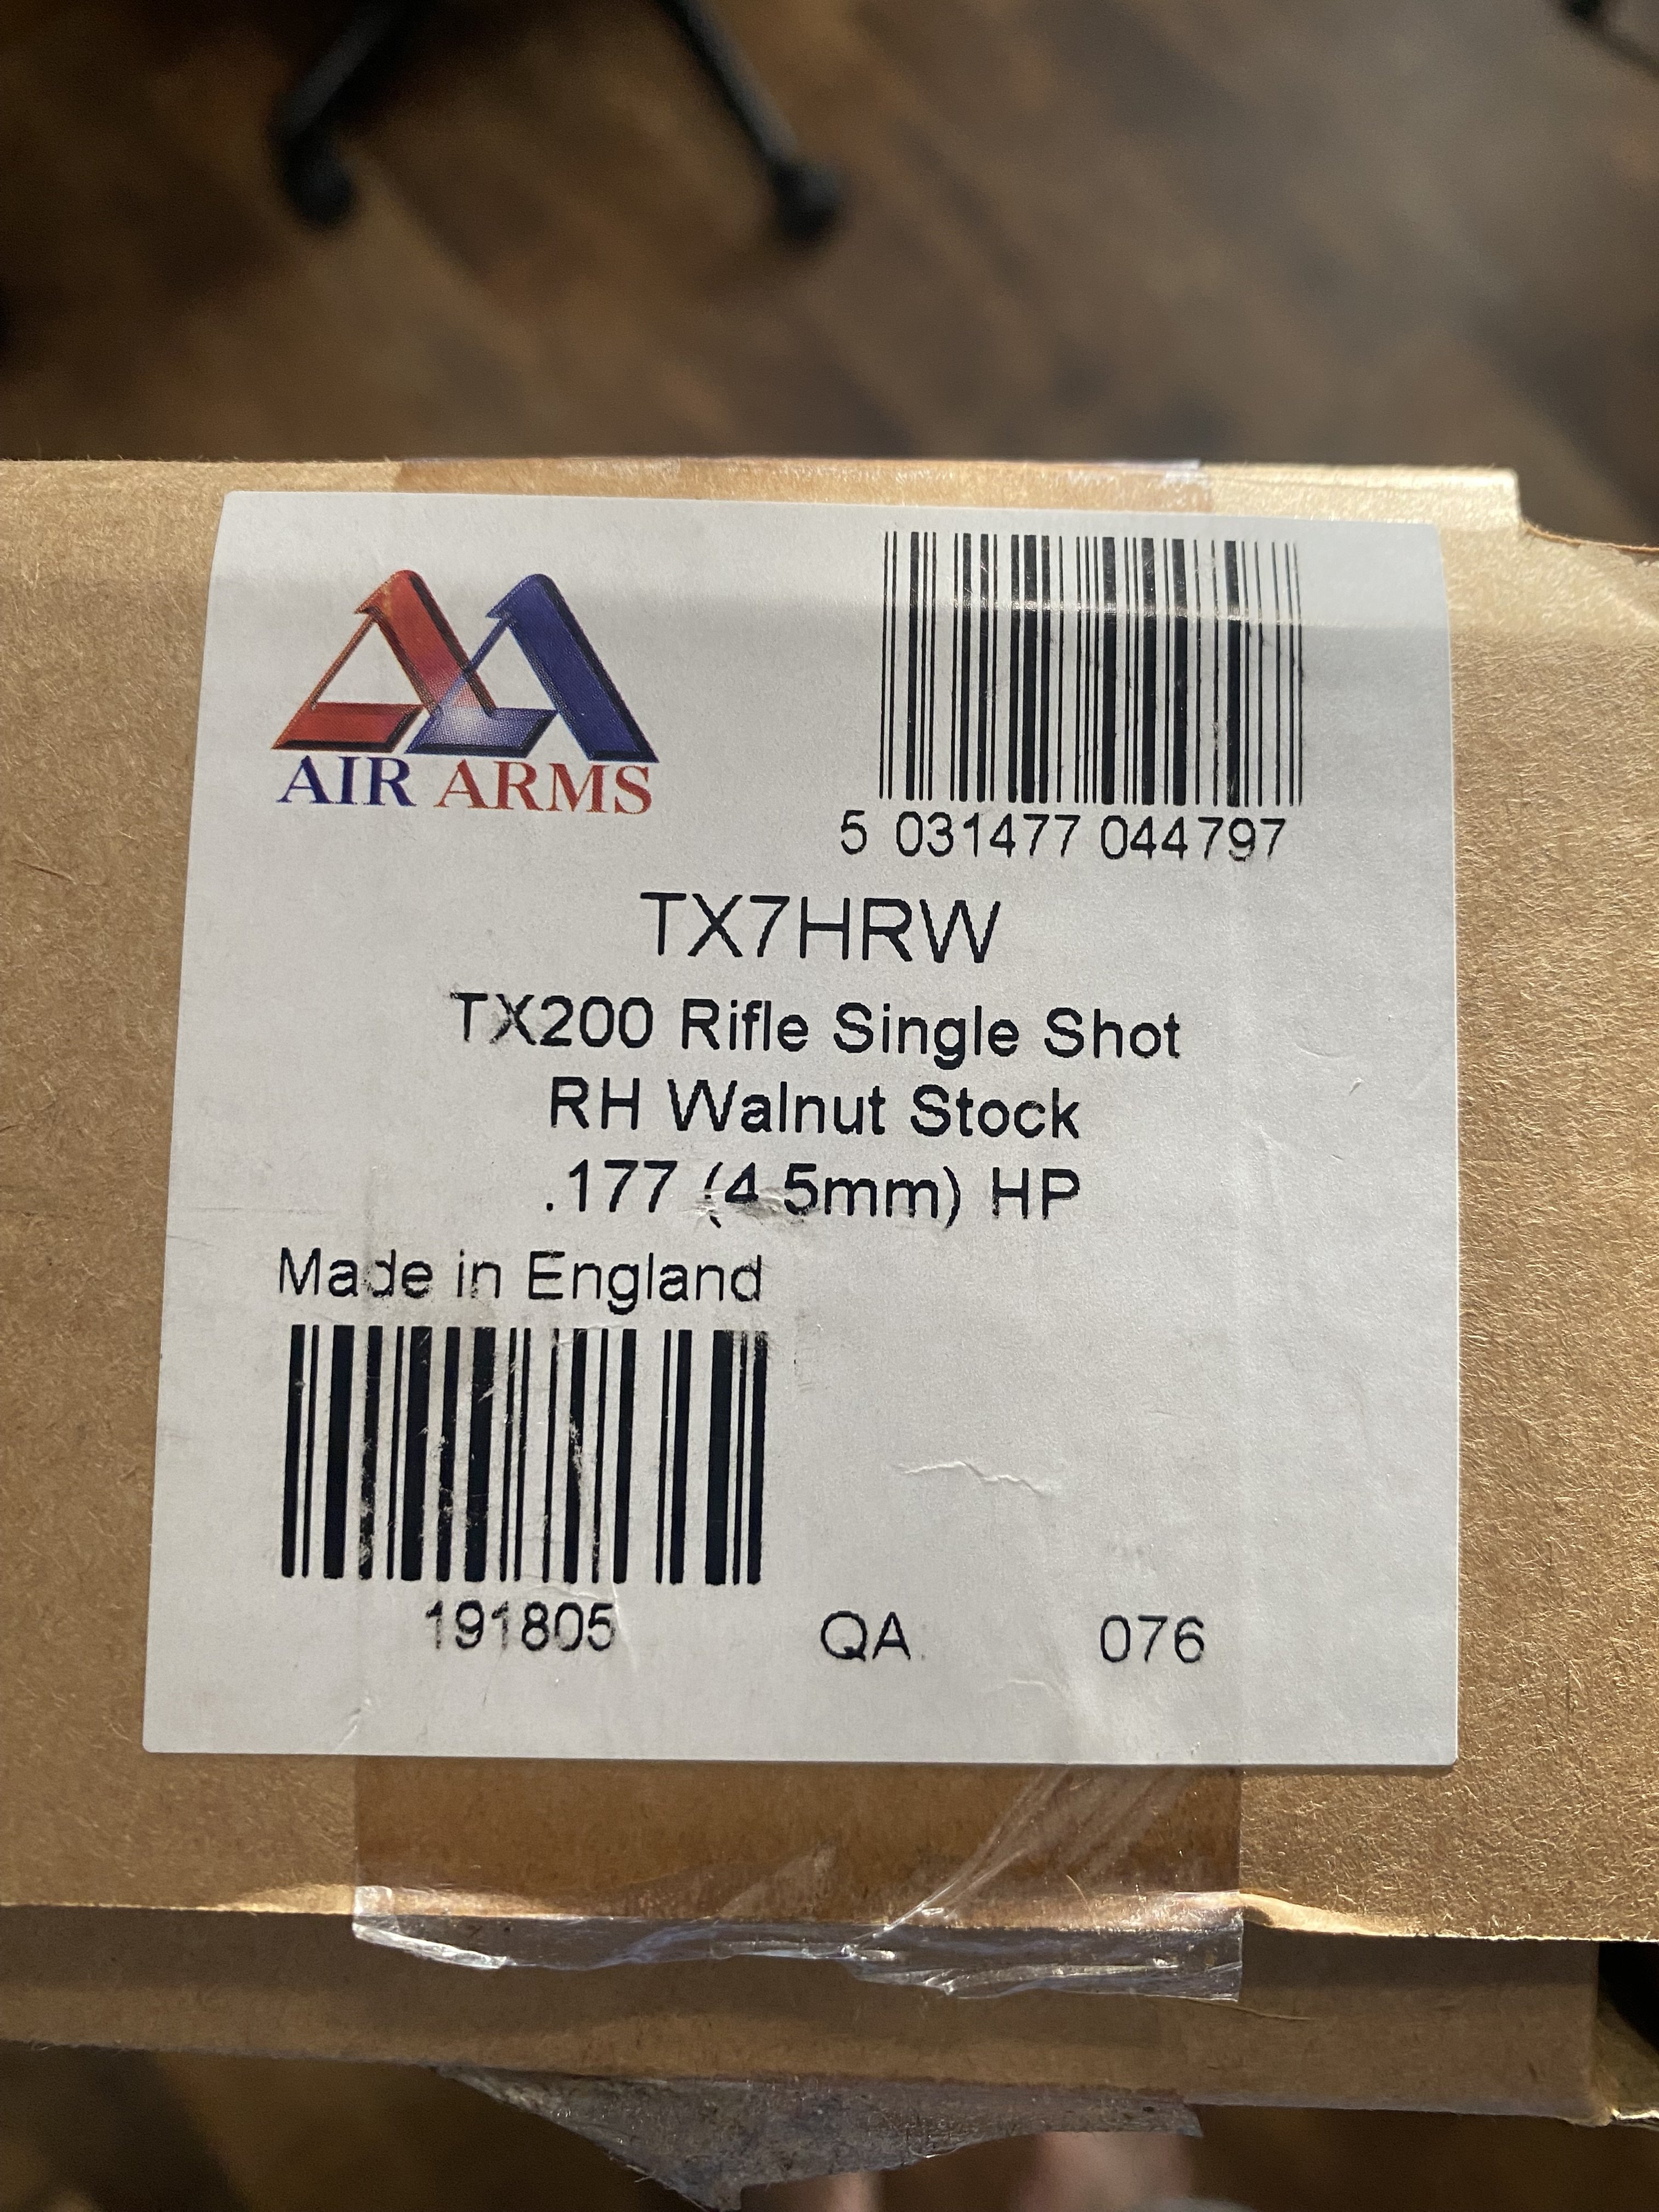 AIR ARMS
5 031477 044797
TX7HRW
TX200 Rifle Single Shot
RH Walnut Stock
.177 (4.5mm) HP
Made in England
191805 QA. 076